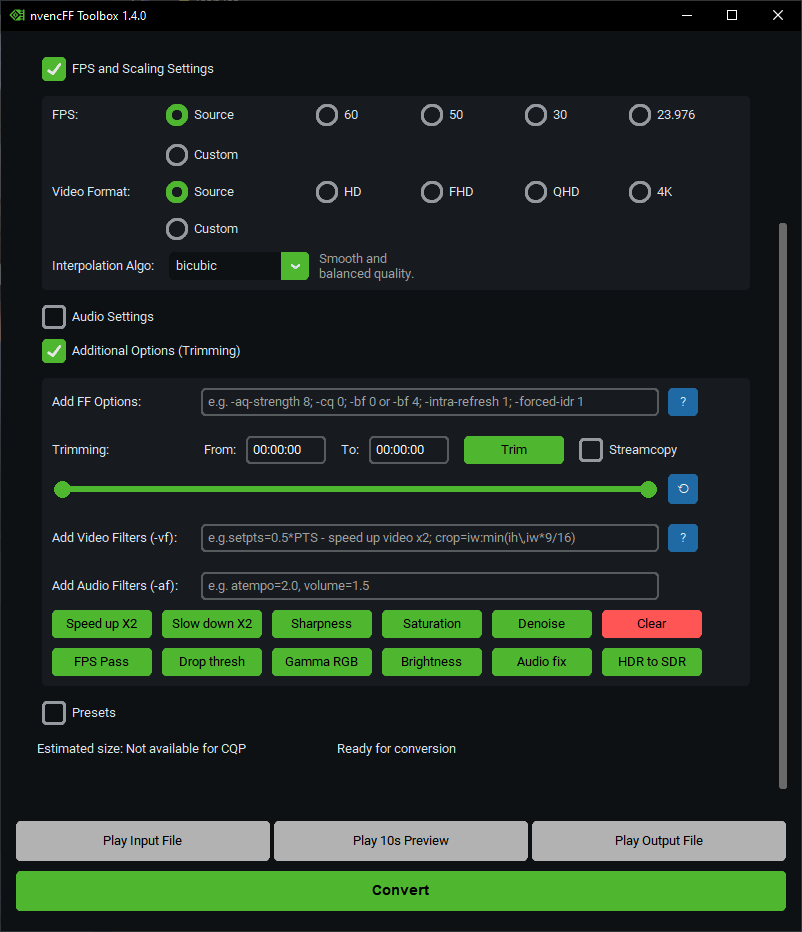 nvencFF Toolbox 1.4.0
FPS and Scaling Settings
FPS: Source 60 50 30 23.976
Custom
Video Format: Source HD FHD QHD 4K
Custom
Interpolation Algo: bicubic Smooth and
balanced quality.
Audio Settings
Additional Options (Trimming)
Add FF Options: e.g. -aq-strength 8; -cq 0; -bf 0 or -bf 4; -intra-refresh 1; -forced-idr 1 ?
Trimming: From: 00:00:00 To: 00:00:00 Trim Streamcopy
Add Video Filters (-vf): e.g.setpts=0.5*PTS - speed up video x2; crop=iw:min(ih\,iw*9/16) ?
Add Audio Filters (-af): e.g. atempo=2.0, volume=1.5
Speed up X2 Slow down X2 Sharpness Saturation Denoise Clear
FPS Pass Drop thresh Gamma RGB Brightness Audio fix HDR to SDR
Presets
Estimated size: Not available for CQP Ready for conversion
Play Input File Play 10s Preview Play Output File
Convert